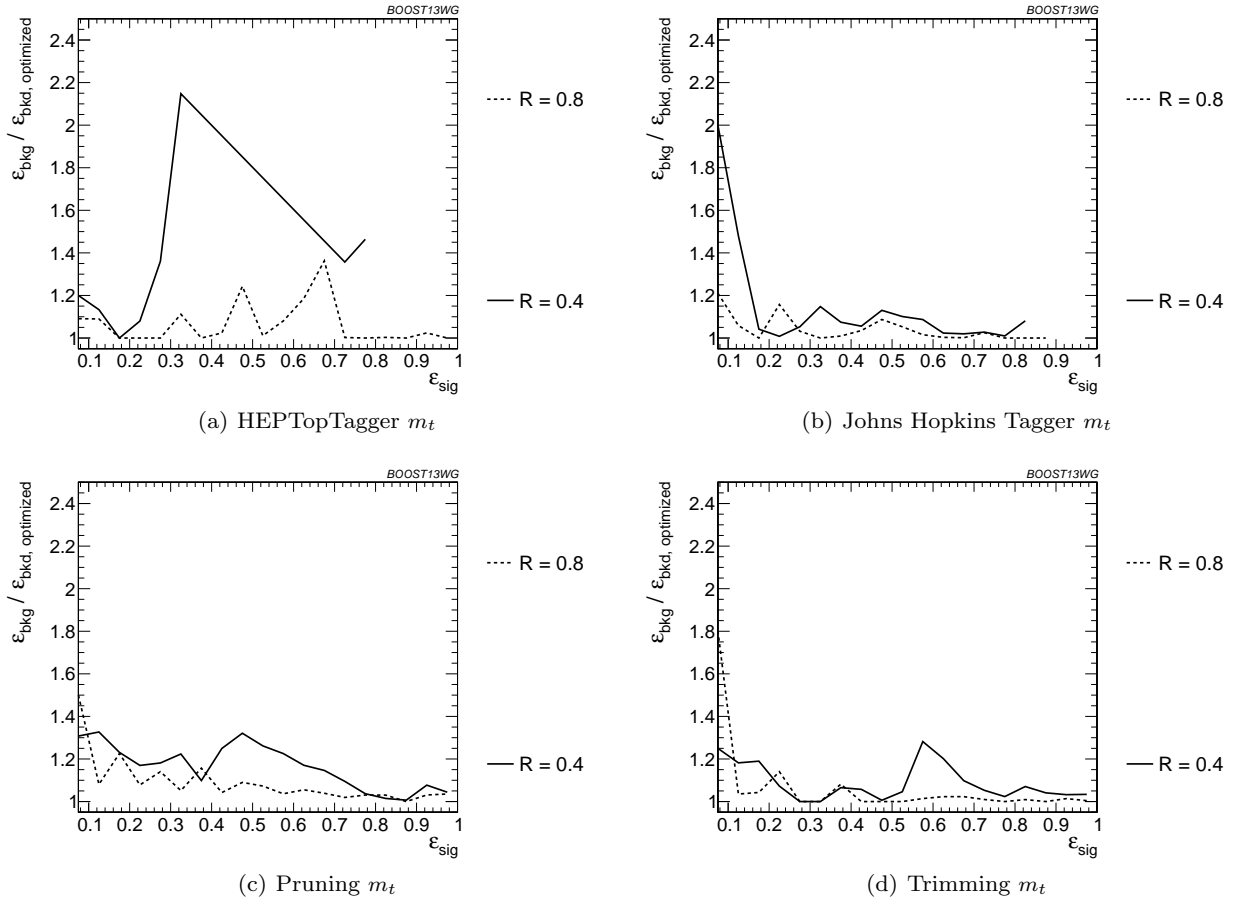 BOOST13WG
ε_bkg / ε_bkd, optimized
2.4
2.2
2
1.8
1.6
1.4
1.2
1
0.1 0.2 0.3 0.4 0.5 0.6 0.7 0.8 0.9 1
ε_sig
R = 0.8
R = 0.4
(a) HEPTopTagger m_t
BOOST13WG
ε_bkg / ε_bkd, optimized
2.4
2.2
2
1.8
1.6
1.4
1.2
1
0.1 0.2 0.3 0.4 0.5 0.6 0.7 0.8 0.9 1
ε_sig
R = 0.8
R = 0.4
(b) Johns Hopkins Tagger m_t
BOOST13WG
ε_bkg / ε_bkd, optimized
2.4
2.2
2
1.8
1.6
1.4
1.2
1
0.1 0.2 0.3 0.4 0.5 0.6 0.7 0.8 0.9 1
ε_sig
R = 0.8
R = 0.4
(c) Pruning m_t
BOOST13WG
ε_bkg / ε_bkd, optimized
2.4
2.2
2
1.8
1.6
1.4
1.2
1
0.1 0.2 0.3 0.4 0.5 0.6 0.7 0.8 0.9 1
ε_sig
R = 0.8
R = 0.4
(d) Trimming m_t